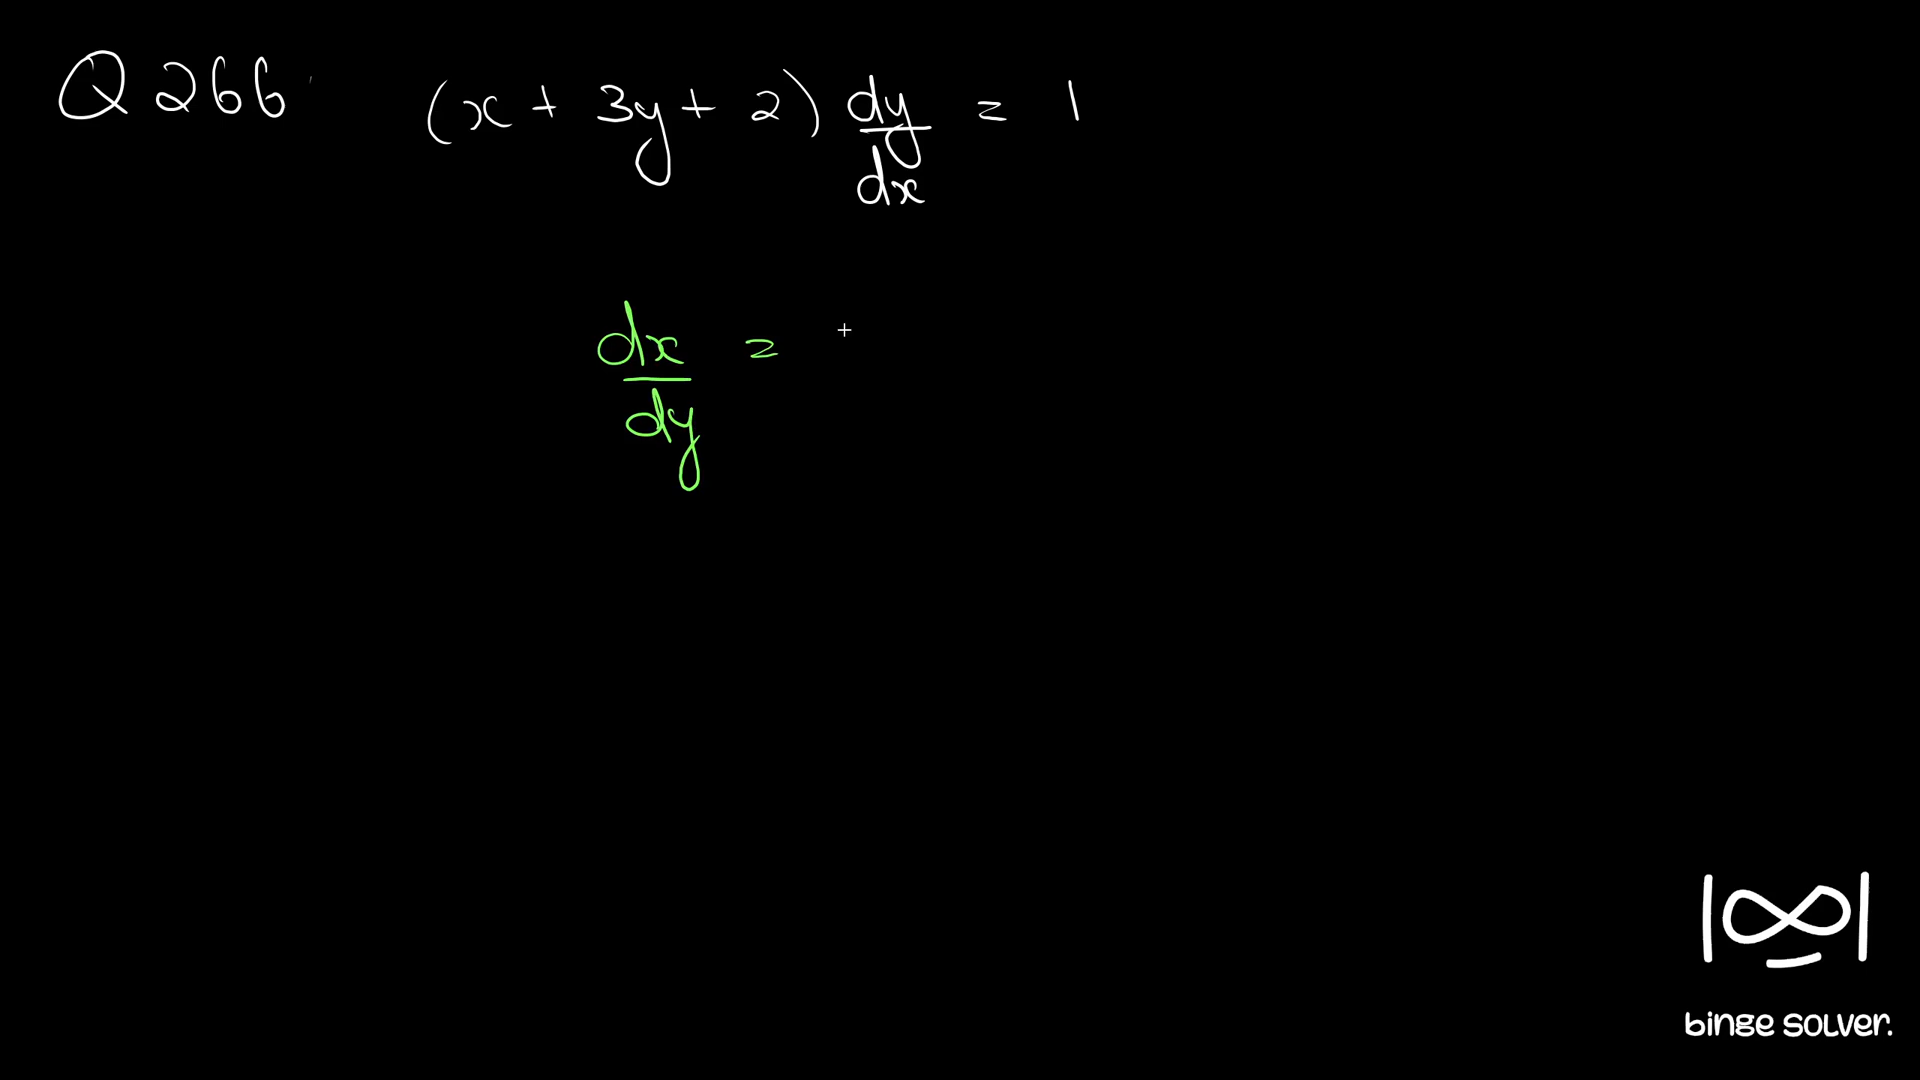 Q 266 (x + 3y + 2) dy/dx = 1
dx/dy =
binge solver.